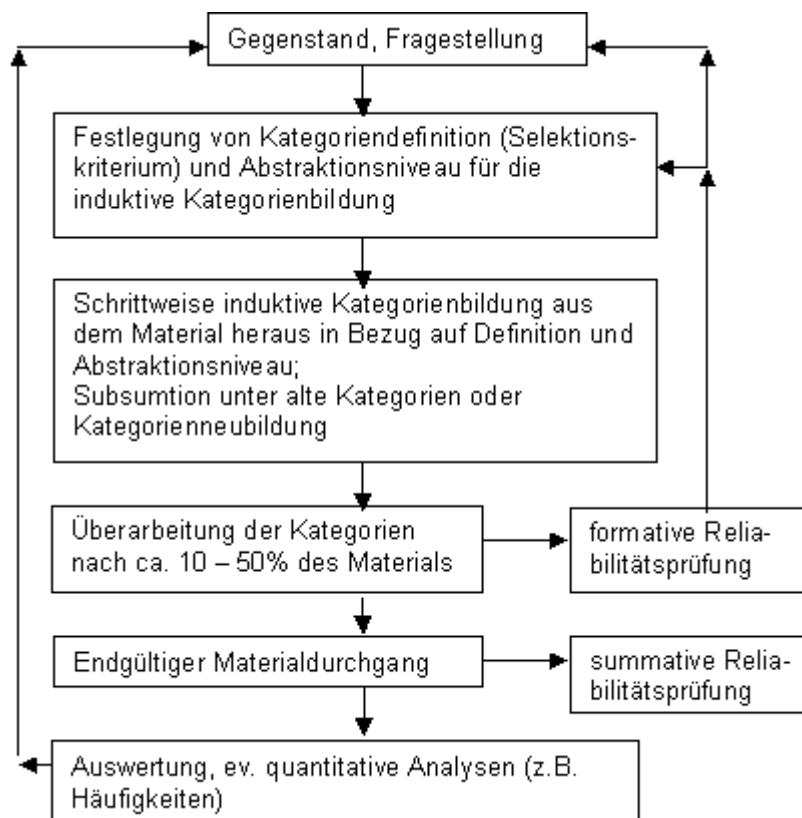 Gegenstand, Fragestellung
Festlegung von Kategoriendefinition (Selektions-
kriterium) und Abstraktionsniveau für die
induktive Kategorienbildung
Schrittweise induktive Kategorienbildung aus
dem Material heraus in Bezug auf Definition und
Abstraktionsniveau;
Subsumtion unter alte Kategorien oder
Kategorienneubildung
Überarbeitung der Kategorien
nach ca. 10 – 50% des Materials
formative Relia-
bilitätsprüfung
Endgültiger Materialdurchgang
summative Relia-
bilitätsprüfung
Auswertung, ev. quantitative Analysen (z.B.
Häufigkeiten)